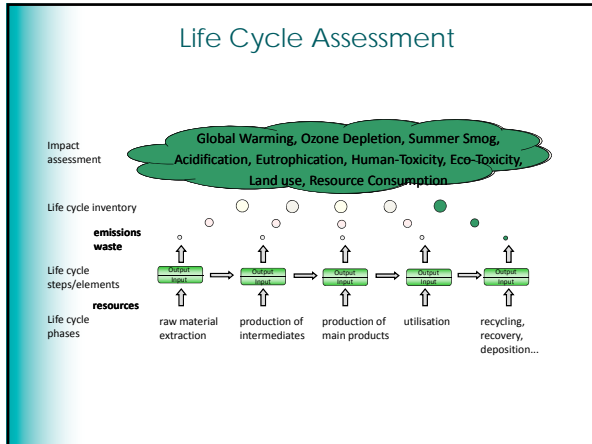 Life Cycle Assessment
Impact
assessment
Global Warming, Ozone Depletion, Summer Smog,
Acidification, Eutrophication, Human-Toxicity, Eco-Toxicity,
Land use, Resource Consumption
Life cycle inventory
emissions
waste
Life cycle
steps/elements
Output
Input
Output
Input
Output
Input
Output
Input
Output
Input
resources
Life cycle
phases
raw material
extraction
production of
intermediates
production of
main products
utilisation
recycling,
recovery,
deposition...